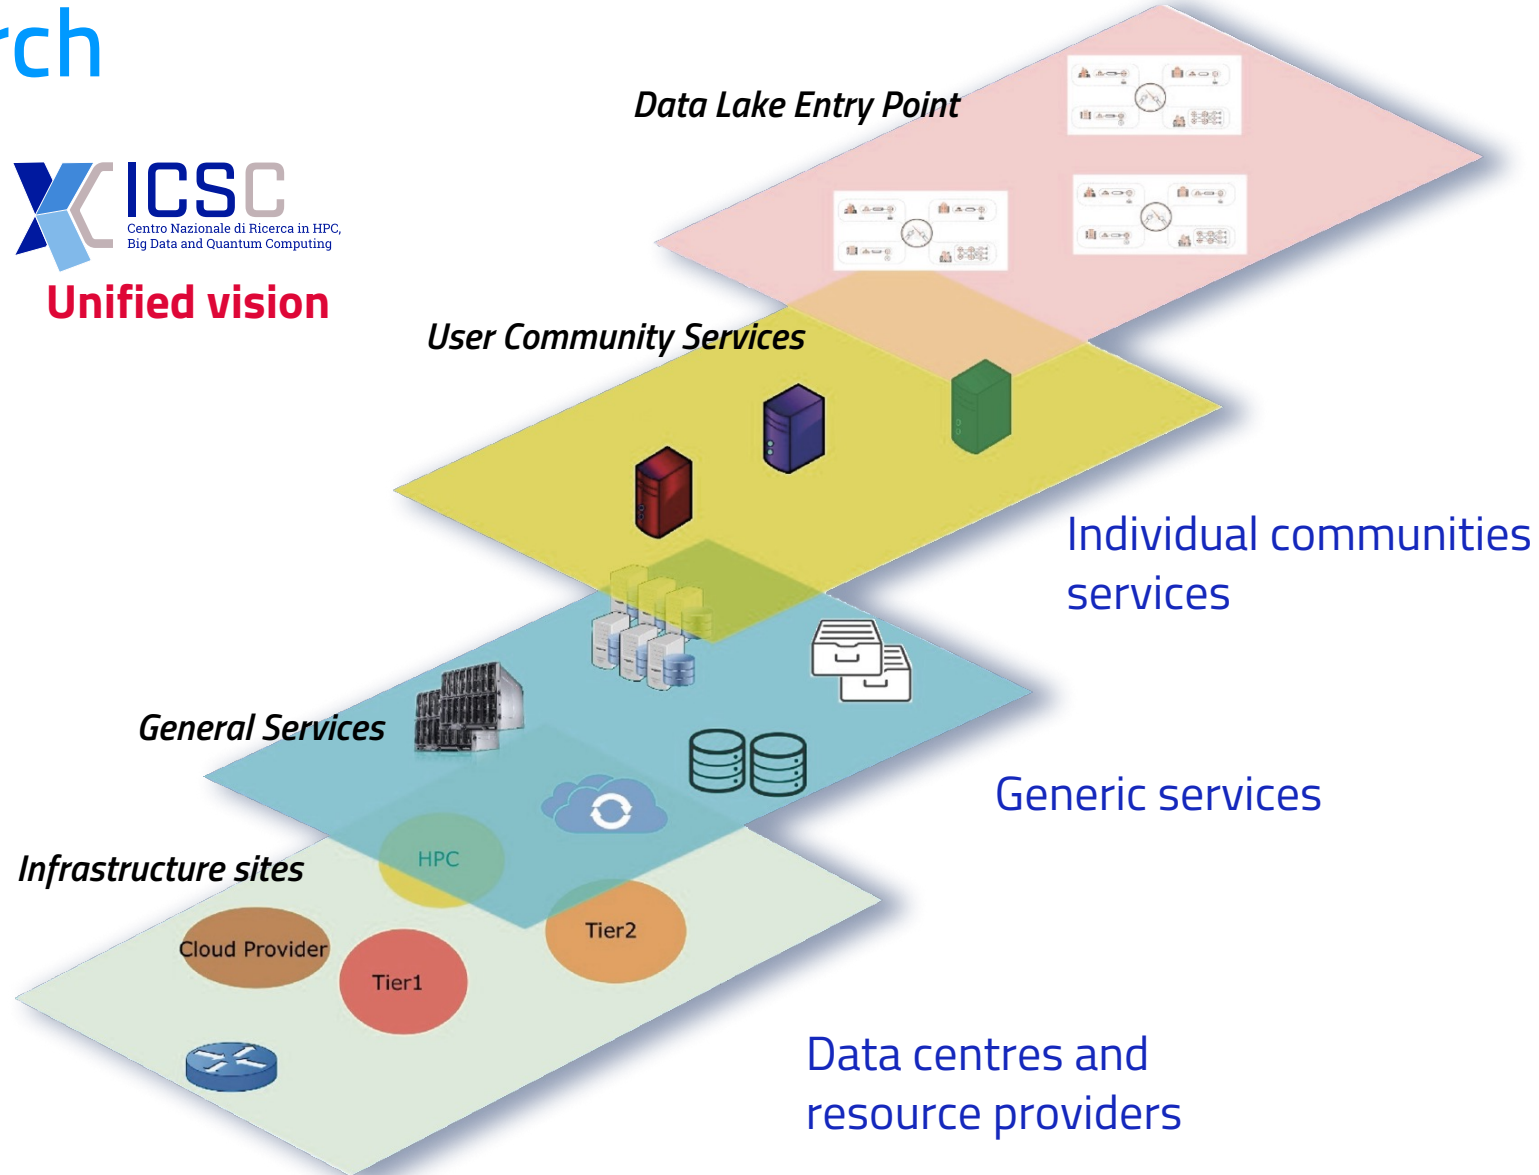 rch
Data Lake Entry Point
ICSC
Centro Nazionale di Ricerca in HPC,
Big Data and Quantum Computing
Unified vision
User Community Services
Individual communities
services
General Services
Generic services
Infrastructure sites
HPC
Cloud Provider
Tier2
Tier1
Data centres and
resource providers